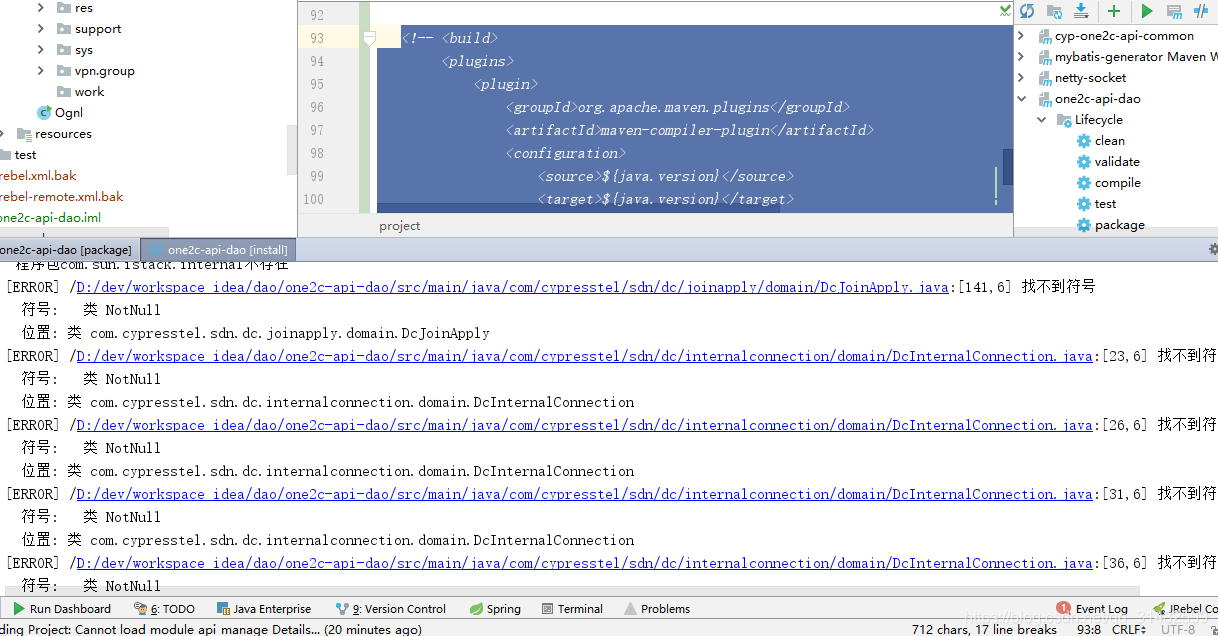 res
support
sys
vpn.group
work
Ognl
resources
test
rebel.xml.bak
rebel-remote.xml.bak
one2c-api-dao.iml
92
93 <!-- <build>
94 <plugins>
95 <plugin>
96 <groupId>org.apache.maven.plugins</groupId>
97 <artifactId>maven-compiler-plugin</artifactId>
98 <configuration>
99 <source>${java.version}</source>
100 <target>${java.version}</target>
project
cyp-one2c-api-common
mybatis-generator Maven W
netty-socket
one2c-api-dao
Lifecycle
clean
validate
compile
test
package
one2c-api-dao [package] one2c-api-dao [install]
程序包com.sun.istack.internal不存在
[ERROR] /D:/dev/workspace_idea/dao/one2c-api-dao/src/main/java/com/cypresstel/sdn/dc/joinapply/domain/DcJoinApply.java:[141,6] 找不到符号
符号: 类 NotNull
位置: 类 com.cypresstel.sdn.dc.joinapply.domain.DcJoinApply
[ERROR] /D:/dev/workspace_idea/dao/one2c-api-dao/src/main/java/com/cypresstel/sdn/dc/internalconnection/domain/DcInternalConnection.java:[23,6] 找不到符
符号: 类 NotNull
位置: 类 com.cypresstel.sdn.dc.internalconnection.domain.DcInternalConnection
[ERROR] /D:/dev/workspace_idea/dao/one2c-api-dao/src/main/java/com/cypresstel/sdn/dc/internalconnection/domain/DcInternalConnection.java:[26,6] 找不到符
符号: 类 NotNull
位置: 类 com.cypresstel.sdn.dc.internalconnection.domain.DcInternalConnection
[ERROR] /D:/dev/workspace_idea/dao/one2c-api-dao/src/main/java/com/cypresstel/sdn/dc/internalconnection/domain/DcInternalConnection.java:[31,6] 找不到符
符号: 类 NotNull
位置: 类 com.cypresstel.sdn.dc.internalconnection.domain.DcInternalConnection
[ERROR] /D:/dev/workspace_idea/dao/one2c-api-dao/src/main/java/com/cypresstel/sdn/dc/internalconnection/domain/DcInternalConnection.java:[36,6] 找不到符
符号: 类 NotNull
Run Dashboard 6: TODO Java Enterprise 9: Version Control Spring Terminal Problems 1 Event Log JRebel Co
ding Project: Cannot load module api_manage Details... (20 minutes ago) 712 chars, 17 line breaks 93:8 CRLF UTF-8